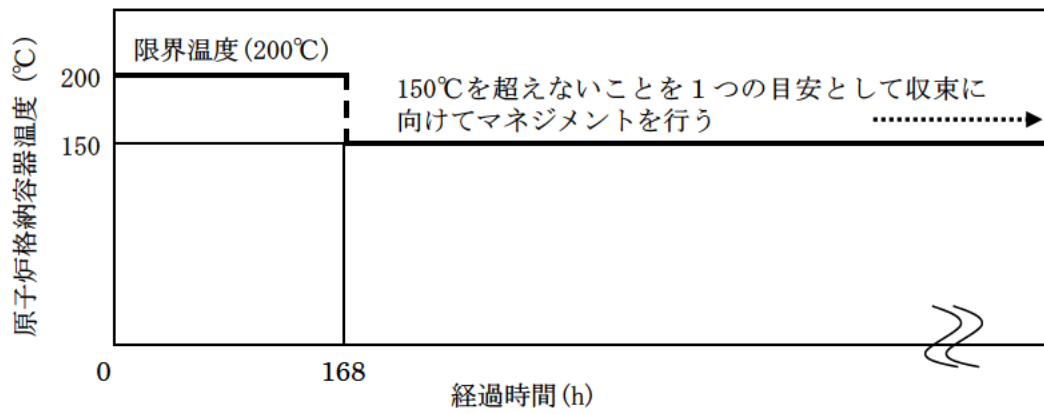 原子炉格納容器温度 (℃)
限界温度(200℃)
200
150℃を超えないことを１つの目安として収束に
向けてマネジメントを行う
150
0
168
経過時間(h)